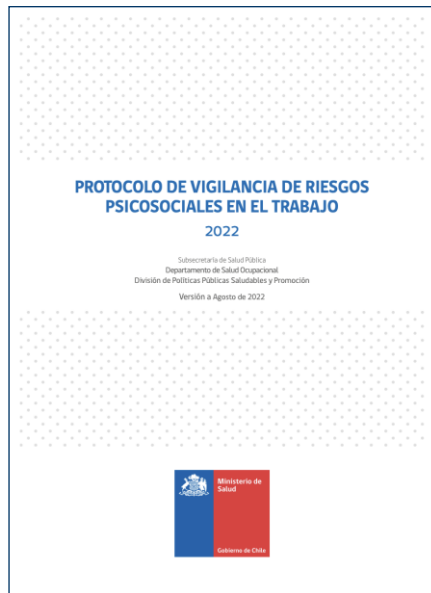 PROTOCOLO DE VIGILANCIA DE RIESGOS
PSICOSOCIALES EN EL TRABAJO
2022
Subsecretaría de Salud Pública
Departamento de Salud Ocupacional
División de Políticas Públicas Saludables y Promoción
Versión a Agosto de 2022
Ministerio de
Salud
Gobierno de Chile